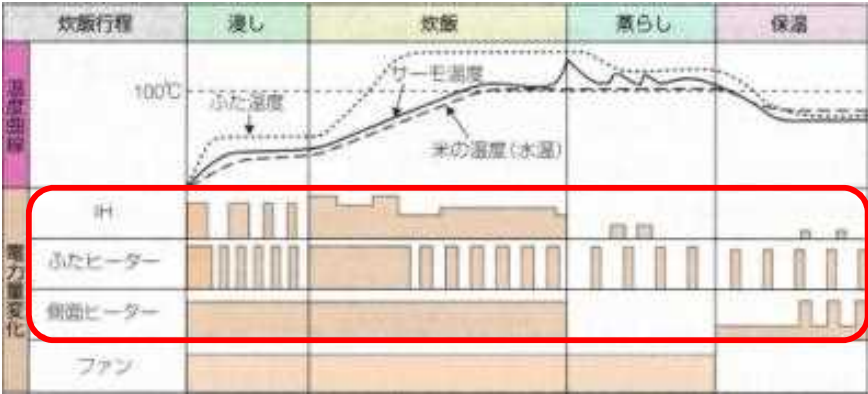 炊飯行程 浸し 炊飯 蒸らし 保温
温度曲線
100℃
ふた温度
サーモ温度
米の温度(水温)
電力量変化
IH
ふたヒーター
側面ヒーター
ファン